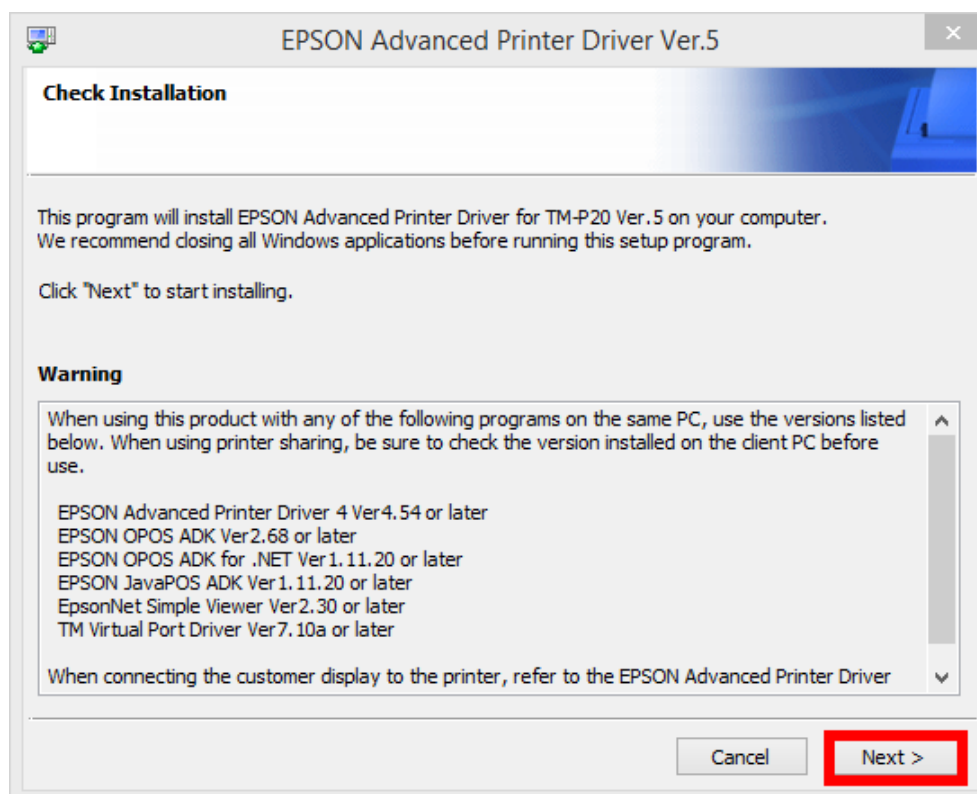 EPSON Advanced Printer Driver Ver.5
Check Installation
This program will install EPSON Advanced Printer Driver for TM-P20 Ver.5 on your computer.
We recommend closing all Windows applications before running this setup program.
Click "Next" to start installing.
Warning
When using this product with any of the following programs on the same PC, use the versions listed
below. When using printer sharing, be sure to check the version installed on the client PC before
use.
EPSON Advanced Printer Driver 4 Ver4.54 or later
EPSON OPOS ADK Ver2.68 or later
EPSON OPOS ADK for .NET Ver1.11.20 or later
EPSON JavaPOS ADK Ver1.11.20 or later
EpsonNet Simple Viewer Ver2.30 or later
TM Virtual Port Driver Ver7.10a or later
When connecting the customer display to the printer, refer to the EPSON Advanced Printer Driver
Cancel
Next >